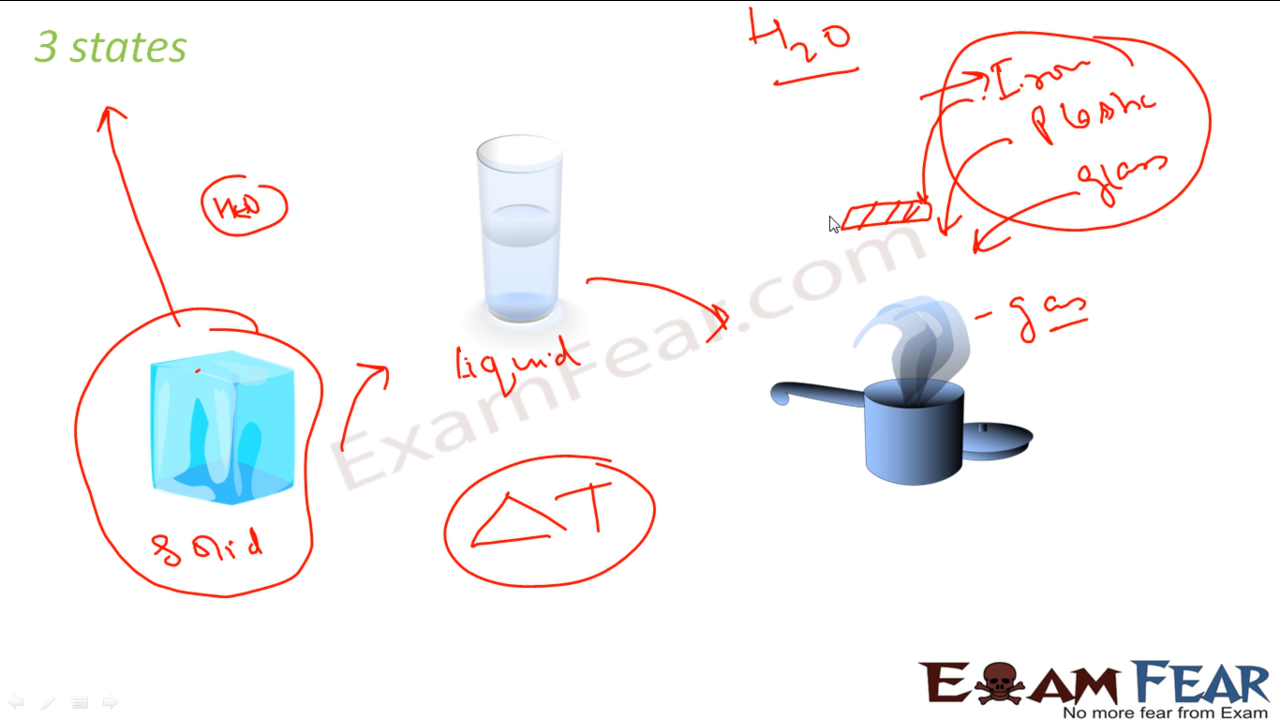 3 states
H₂O
Iron
Plastic
glass
H₂O
gas
Liquid
Solid
ΔT
ExamFear.com
EXAM FEAR
No more fear from Exam